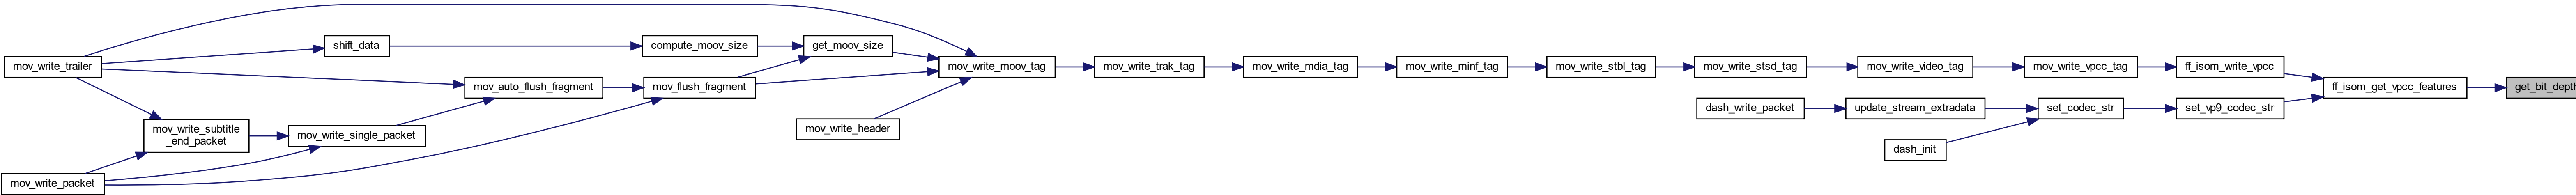 mov_write_trailer
shift_data
compute_moov_size
get_moov_size
mov_auto_flush_fragment
mov_flush_fragment
mov_write_subtitle
_end_packet
mov_write_single_packet
mov_write_packet
mov_write_header
mov_write_moov_tag
mov_write_trak_tag
mov_write_mdia_tag
mov_write_minf_tag
mov_write_stbl_tag
mov_write_stsd_tag
mov_write_video_tag
mov_write_vpcc_tag
ff_isom_write_vpcc
dash_write_packet
update_stream_extradata
set_codec_str
set_vp9_codec_str
dash_init
ff_isom_get_vpcc_features
get_bit_depth